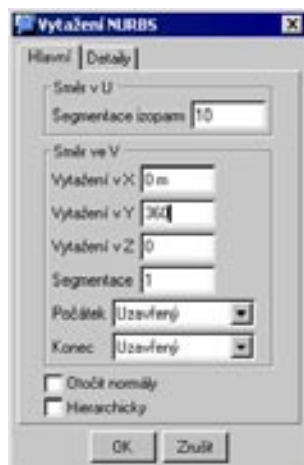 Vytažení NURBS
Hlavní Detaily
Směr v U
Segmentace izoparm 10
Směr ve V
Vytažení v X 0 m
Vytažení v Y 360
Vytažení v Z 0
Segmentace 1
Počátek Uzavřený
Konec Uzavřený
Otočit normály
Hierarchicky
OK Zrušit